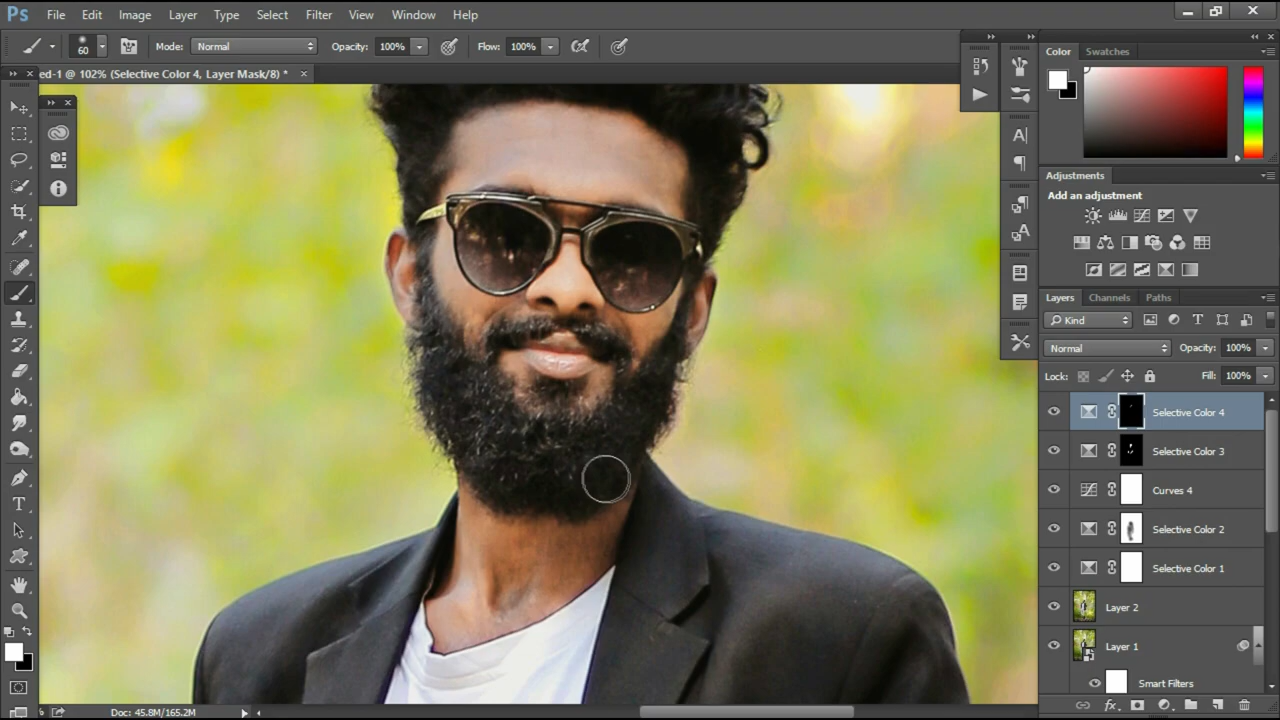 Ps File Edit Image Layer Type Select Filter View Window Help
60 Mode: Normal Opacity: 100% Flow: 100%
ed-1 @ 102% (Selective Color 4, Layer Mask/8) * ×
Color Swatches
Adjustments
Add an adjustment
Layers Channels Paths
Kind
Normal Opacity: 100%
Lock: Fill: 100%
Selective Color 4
Selective Color 3
Curves 4
Selective Color 2
Selective Color 1
Layer 2
Layer 1
Smart Filters
% Doc: 45.8M/165.2M